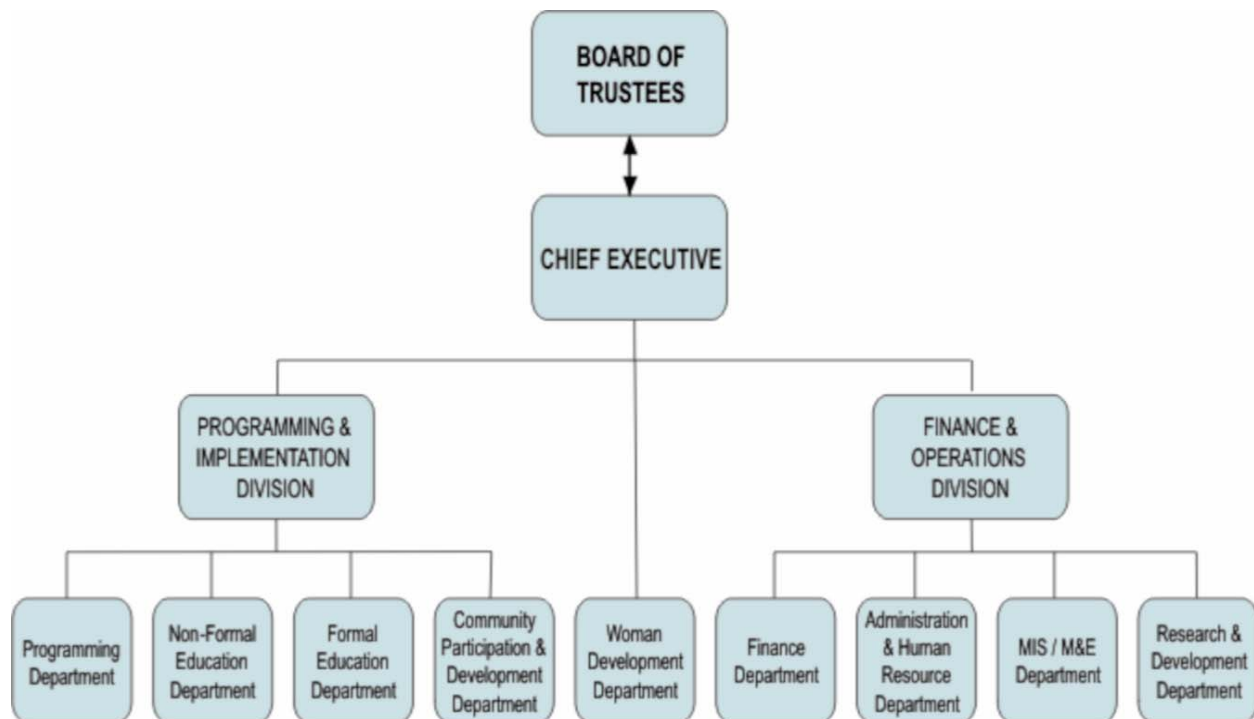 BOARD OF
TRUSTEES
CHIEF EXECUTIVE
PROGRAMMING &
IMPLEMENTATION
DIVISION
FINANCE &
OPERATIONS
DIVISION
Programming
Department
Non-Formal
Education
Department
Formal
Education
Department
Community
Participation &
Development
Department
Woman
Development
Department
Finance
Department
Administration
& Human
Resource
Department
MIS / M&E
Department
Research &
Development
Department